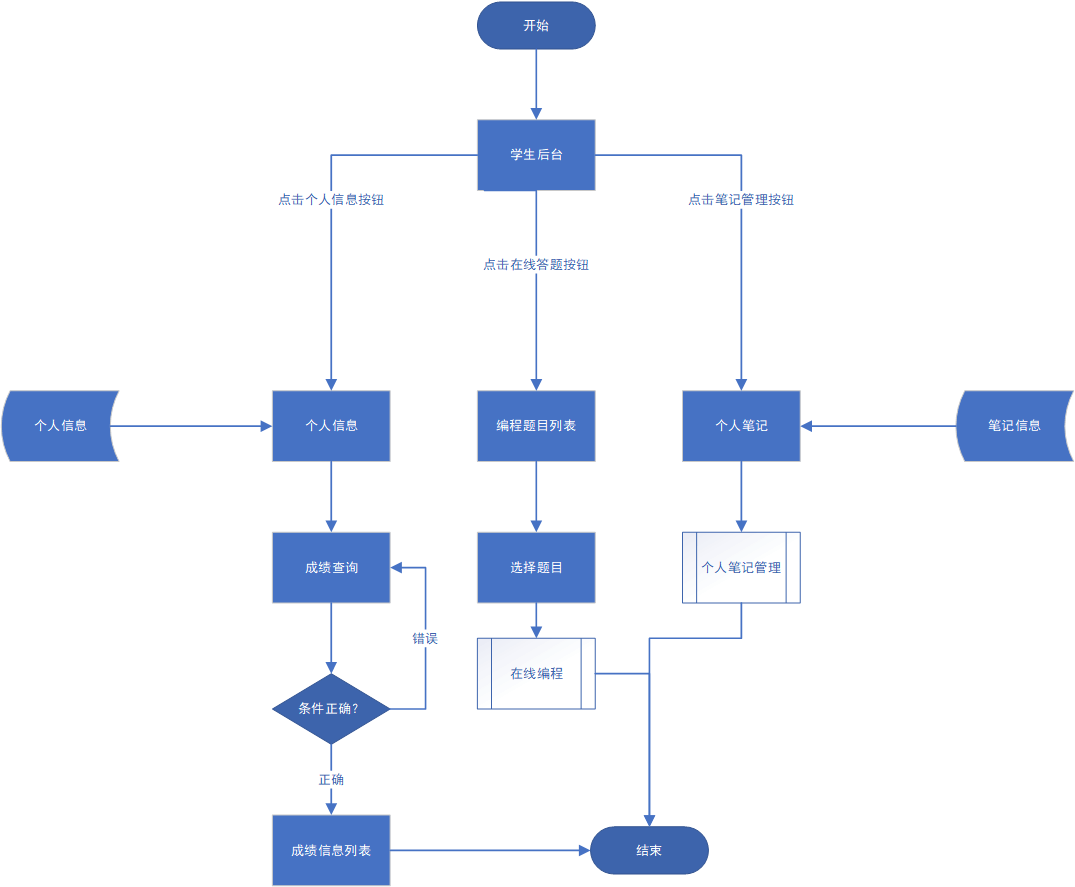 开始
学生后台
点击个人信息按钮
点击笔记管理按钮
点击在线答题按钮
个人信息
个人信息
编程题目列表
个人笔记
笔记信息
成绩查询
选择题目
个人笔记管理
错误
在线编程
条件正确?
正确
成绩信息列表
结束